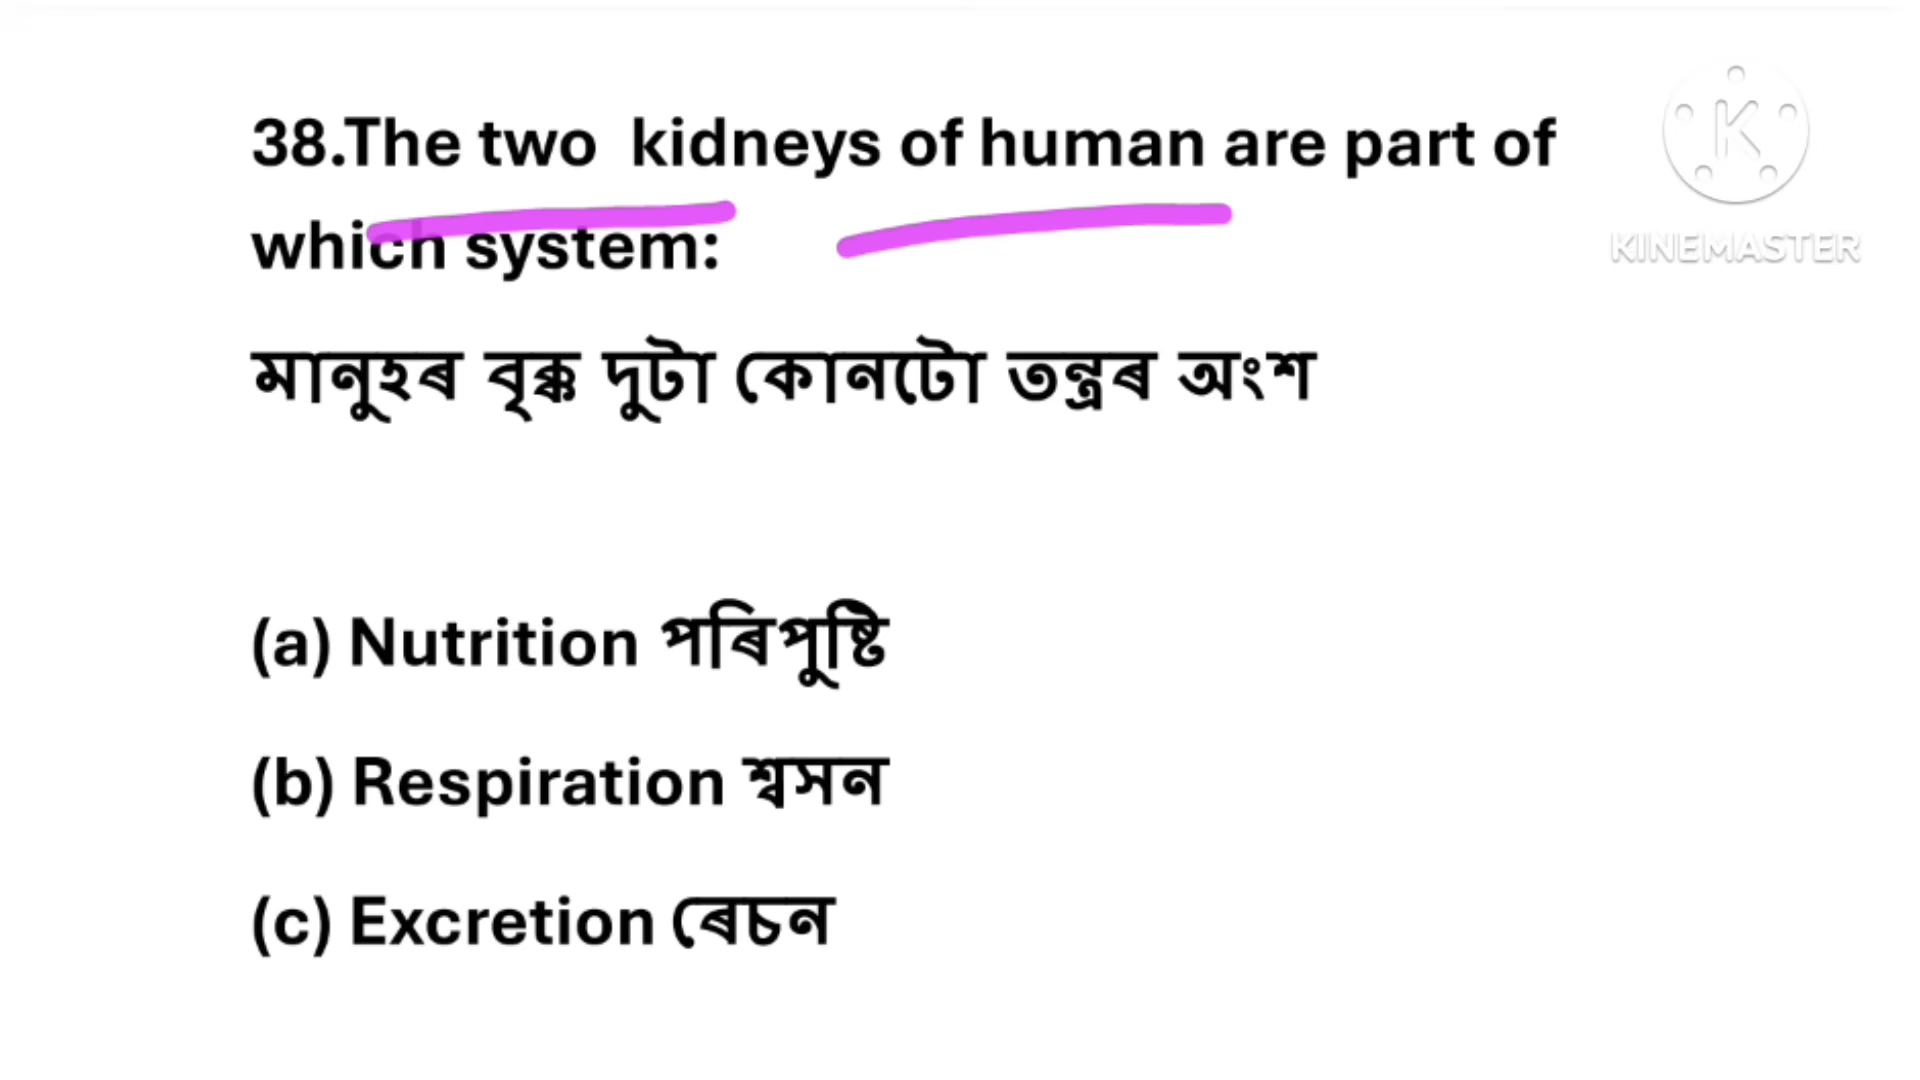 38.The two kidneys of human are part of
which system:
মানুহৰ বৃক্ক দুটা কোনটো তন্ত্ৰৰ অংশ
(a) Nutrition পৰিপুষ্টি
(b) Respiration শ্বসন
(c) Excretion ৰেচন
K
KINEMASTER